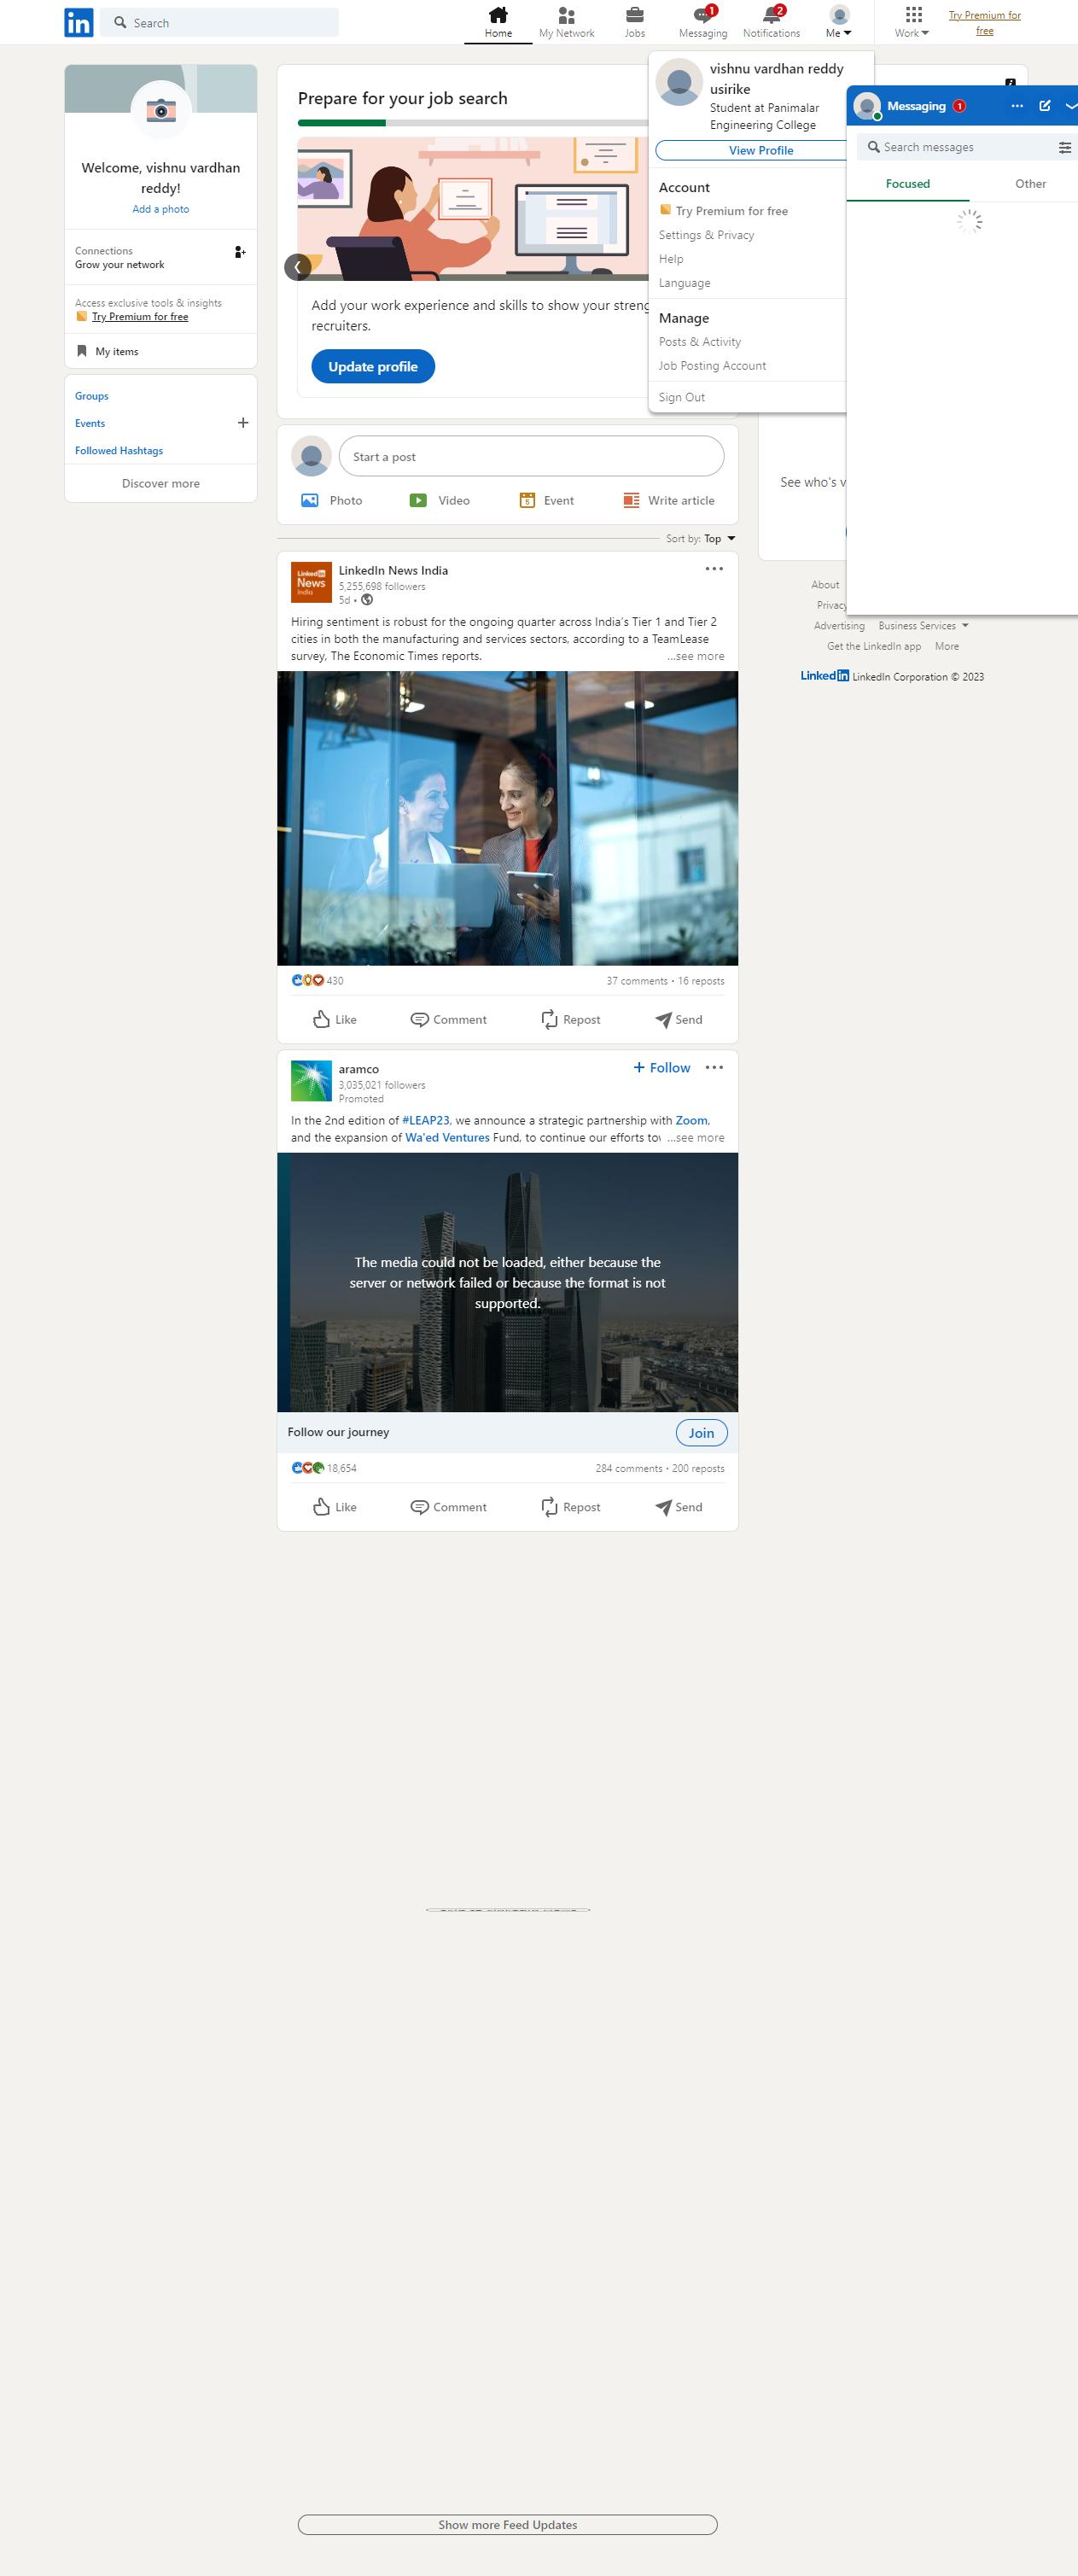 in
Search
Home
My Network
Jobs
1
Messaging
2
Notifications
Me
Work
Try Premium for
free
Welcome, vishnu vardhan
reddy!
Add a photo
Connections
Grow your network
Access exclusive tools & insights
Try Premium for free
My items
Groups
Events
Followed Hashtags
Discover more
Prepare for your job search
Add your work experience and skills to show your streng
recruiters.
Update profile
vishnu vardhan reddy
usirike
Student at Panimalar
Engineering College
View Profile
Account
Try Premium for free
Settings & Privacy
Help
Language
Manage
Posts & Activity
Job Posting Account
Sign Out
Messaging 1
Search messages
Focused
Other
See who's v
About
Privacy
Advertising Business Services
Get the LinkedIn app More
Linkedin LinkedIn Corporation © 2023
Start a post
Photo
Video
5
Event
Write article
Sort by: Top
Linkedin
News
India
LinkedIn News India
5,255,698 followers
5d •
Hiring sentiment is robust for the ongoing quarter across India's Tier 1 and Tier 2
cities in both the manufacturing and services sectors, according to a TeamLease
survey, The Economic Times reports.
...see more
430
37 comments • 16 reposts
Like
Comment
Repost
Send
aramco
3,035,021 followers
Promoted
+ Follow
In the 2nd edition of #LEAP23, we announce a strategic partnership with Zoom,
and the expansion of Wa'ed Ventures Fund, to continue our efforts to
...see more
The media could not be loaded, either because the
server or network failed or because the format is not
supported.
Follow our journey
Join
18,654
284 comments • 200 reposts
Like
Comment
Repost
Send
Show more Feed Updates